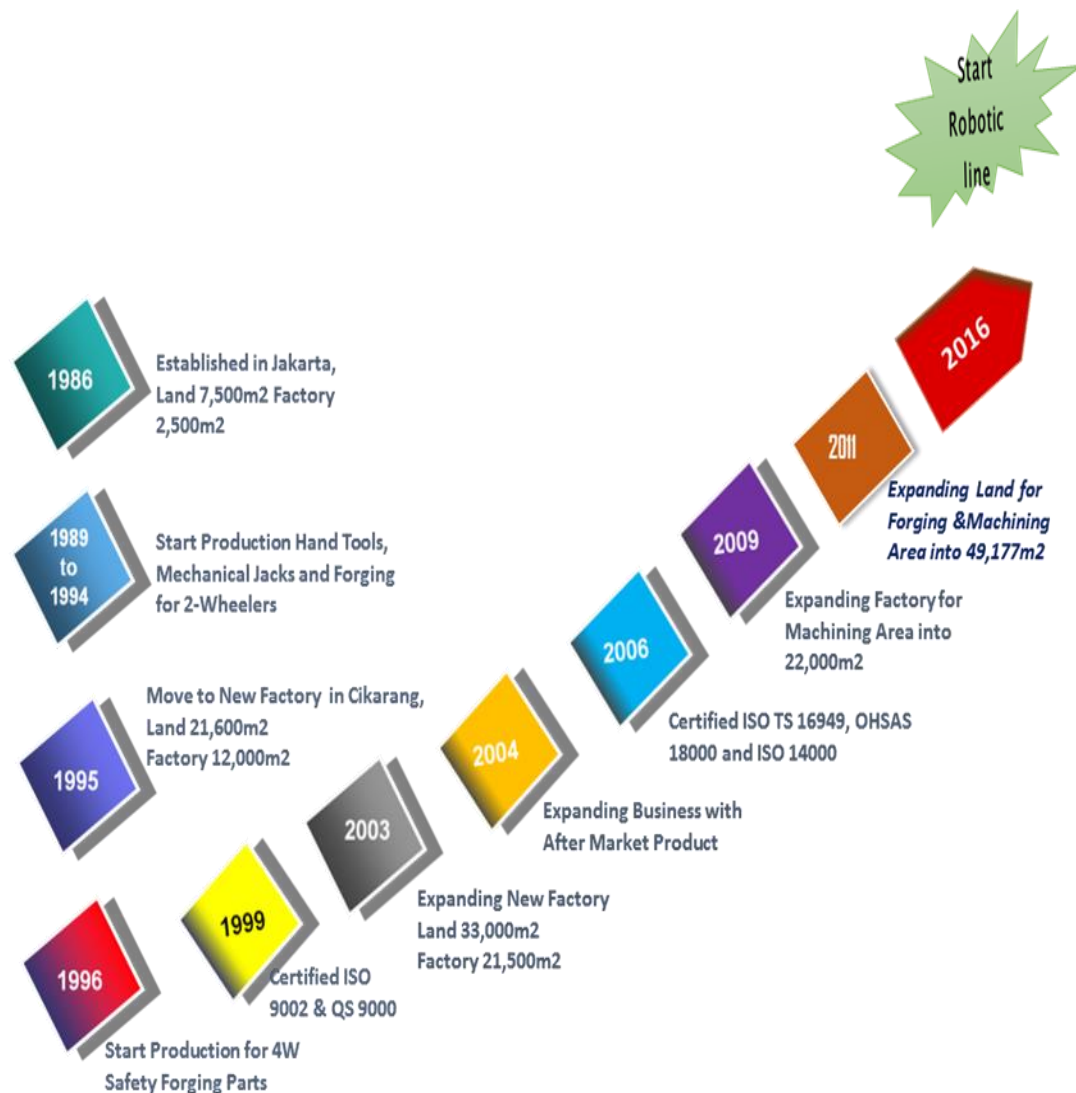 Start
Robotic
line
1986
Established in Jakarta,
Land 7,500m2 Factory
2,500m2
1989
to
1994
Start Production Hand Tools,
Mechanical Jacks and Forging
for 2-Wheelers
1995
Move to New Factory in Cikarang,
Land 21,600m2
Factory 12,000m2
1996
Start Production for 4W
Safety Forging Parts
1999
Certified ISO
9002 & QS 9000
2003
Expanding New Factory
Land 33,000m2
Factory 21,500m2
2004
Expanding Business with
After Market Product
2006
Certified ISO TS 16949, OHSAS
18000 and ISO 14000
2009
Expanding Factory for
Machining Area into
22,000m2
2011
Expanding Land for
Forging &Machining
Area into 49,177m2
2016